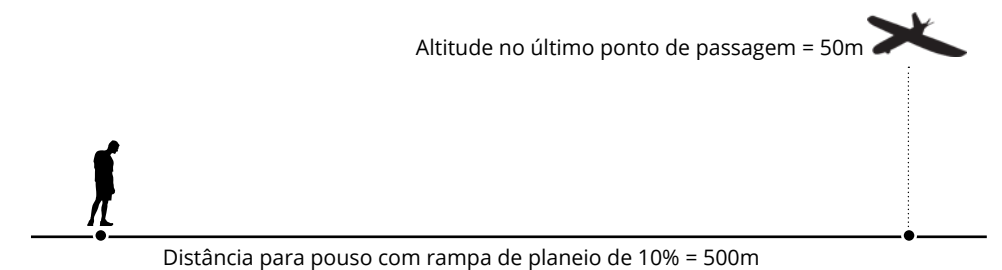 Altitude no último ponto de passagem = 50m
Distância para pouso com rampa de planeio de 10% = 500m